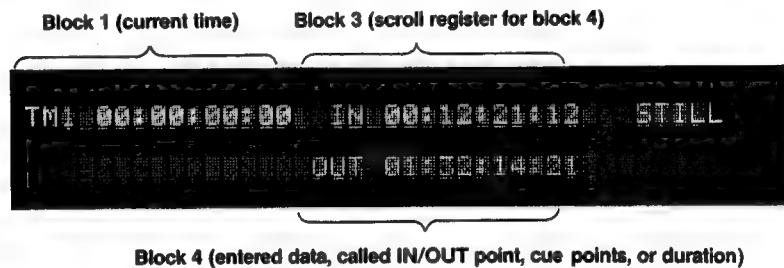 Block 1 (current time) Block 3 (scroll register for block 4)
TM: 00:00:00:00 IN 00:12:21:12 STILL
OUT 01:32:14:21
Block 4 (entered data, called IN/OUT point, cue points, or duration)